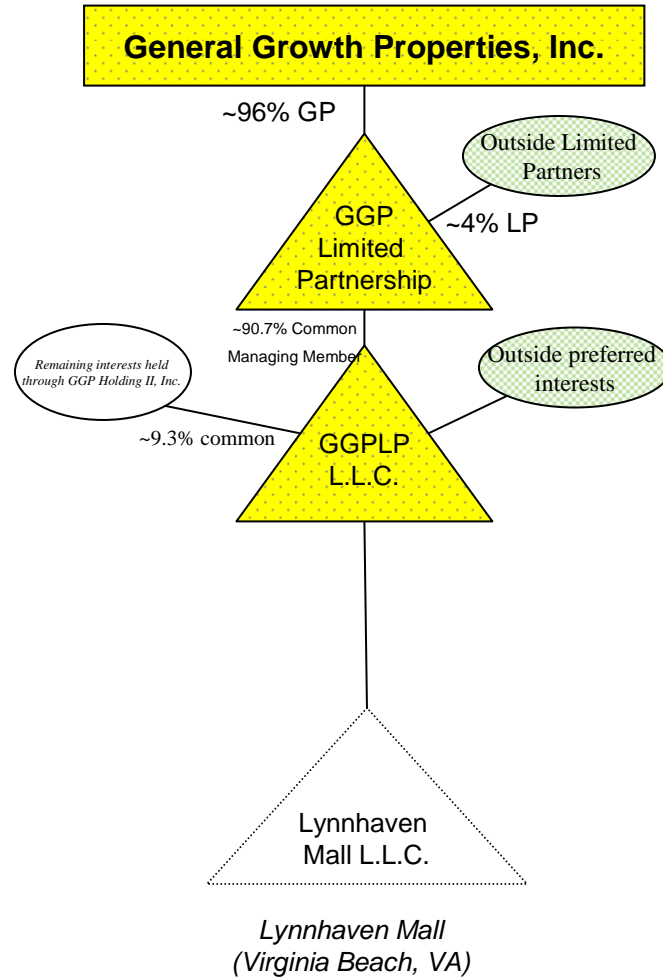 General Growth Properties, Inc.
~96% GP
Outside Limited
Partners
GGP
Limited
Partnership
~4% LP
~90.7% Common
Managing Member
Remaining interests held
through GGP Holding II, Inc.
Outside preferred
interests
~9.3% common
GGPLP
L.L.C.
Lynnhaven
Mall L.L.C.
Lynnhaven Mall
(Virginia Beach, VA)